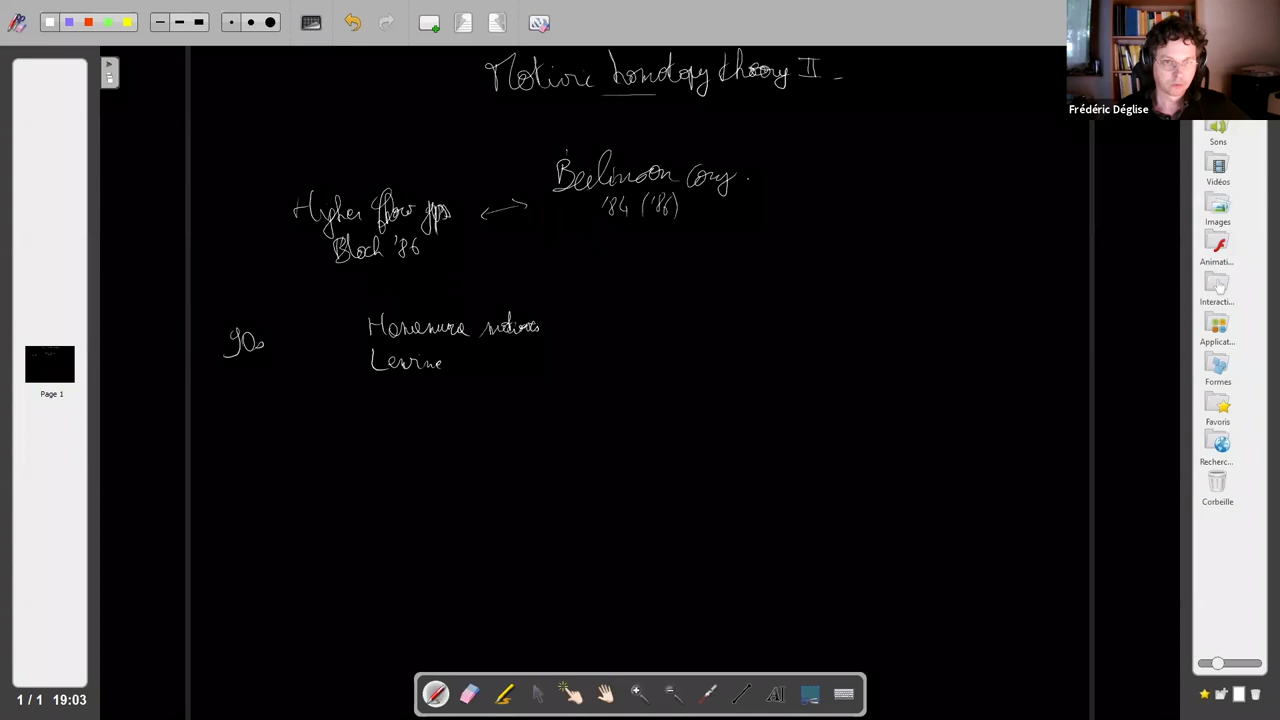 Motivic homotopy theory II -
Frédéric Déglise
Sons
Beilinson conj.
'84 ('86)
Higher Chow gps ⟷
Bloch '86
Vidéos
Images
Animati...
Interacti...
90s
Hanamura motives
Levine
Applicat...
Formes
Page 1
Favoris
Recherc...
Corbeille
1 / 1 19:03